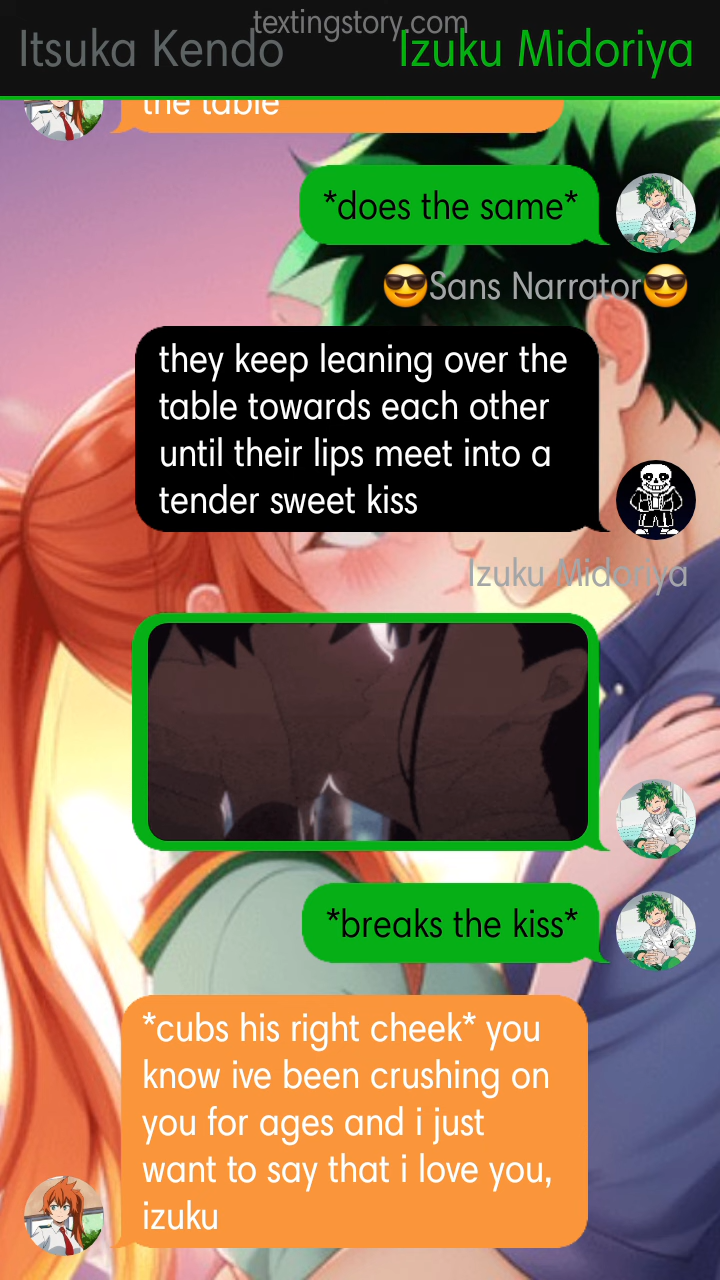 textingstory.com
Itsuka Kendo
Izuku Midoriya
the table
*does the same*
😎Sans Narrator😎
they keep leaning over the
table towards each other
until their lips meet into a
tender sweet kiss
Izuku Midoriya
*breaks the kiss*
*cubs his right cheek* you
know ive been crushing on
you for ages and i just
want to say that i love you,
izuku